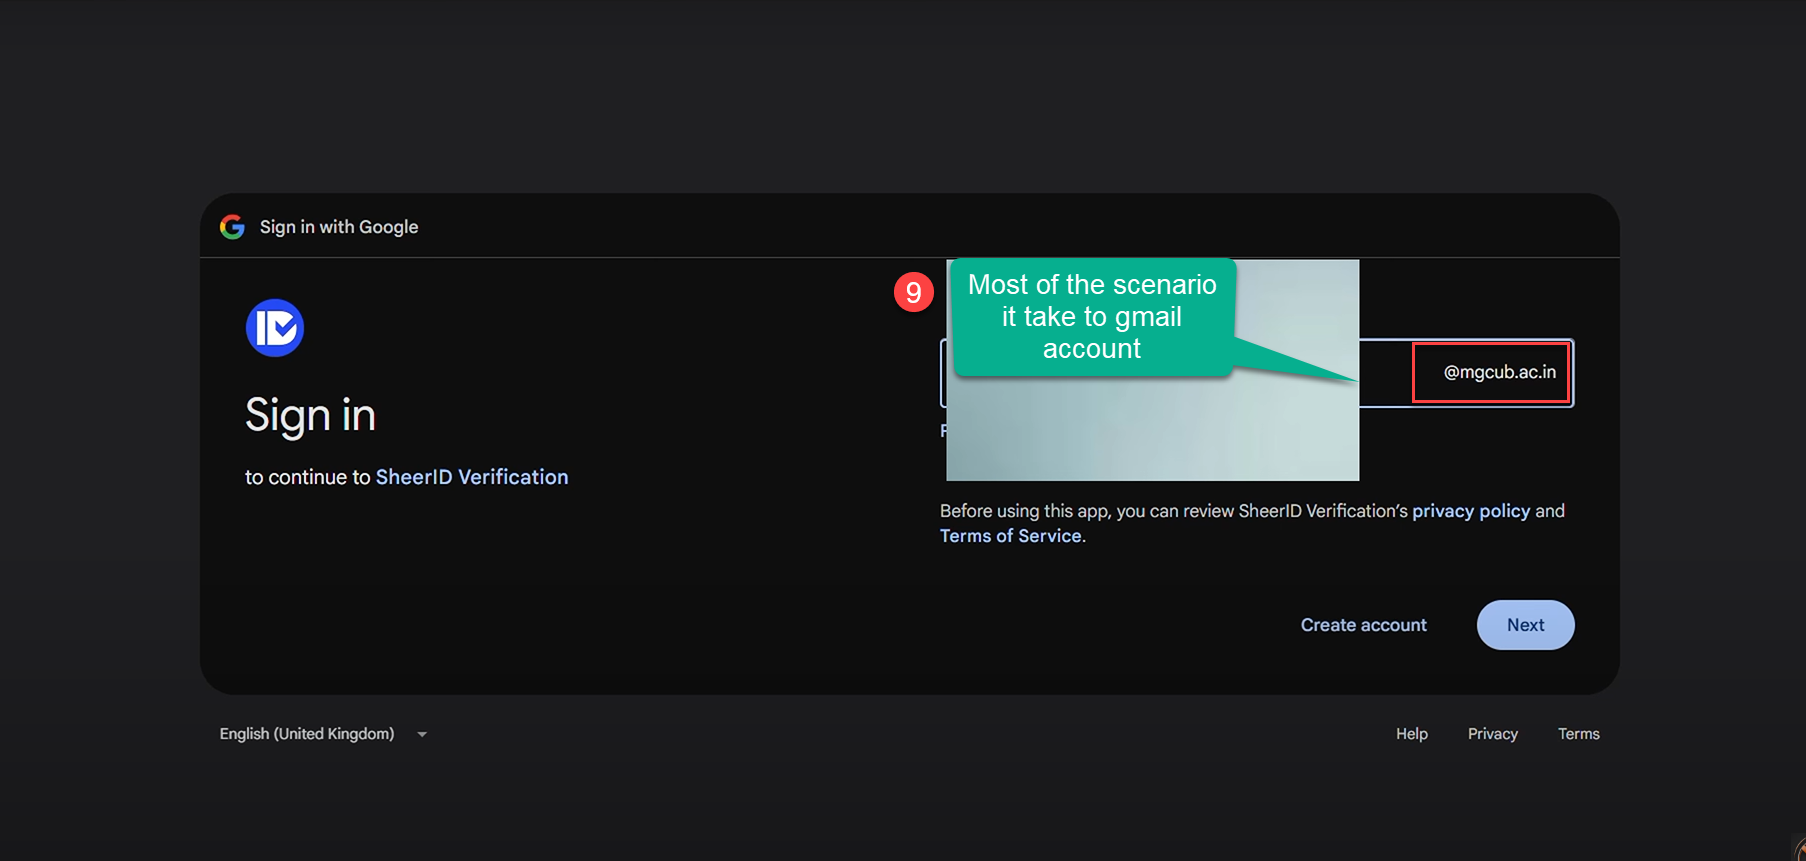 Sign in with Google
9
Most of the scenario
it take to gmail
account
@mgcub.ac.in
Sign in
to continue to SheerID Verification
Before using this app, you can review SheerID Verification's privacy policy and
Terms of Service.
Create account
Next
English (United Kingdom)
Help
Privacy
Terms